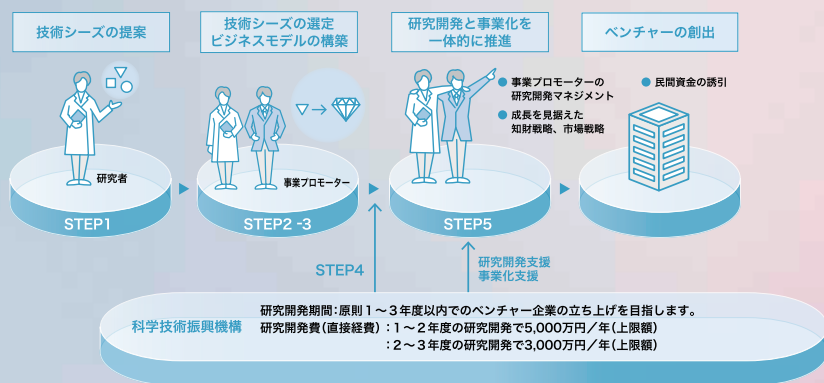 技術シーズの提案
技術シーズの選定
ビジネスモデルの構築
研究開発と事業化を
一体的に推進
ベンチャーの創出
● 事業プロモーターの
研究開発マネジメント
● 成長を見据えた
知財戦略、市場戦略
● 民間資金の誘引
研究者
事業プロモーター
STEP1
STEP2 -3
STEP5
STEP4
研究開発支援
事業化支援
科学技術振興機構
研究開発期間:原則1~3年度以内でのベンチャー企業の立ち上げを目指します。
研究開発費(直接経費):1~2年度の研究開発で5,000万円/年(上限額)
:2~3年度の研究開発で3,000万円/年(上限額)